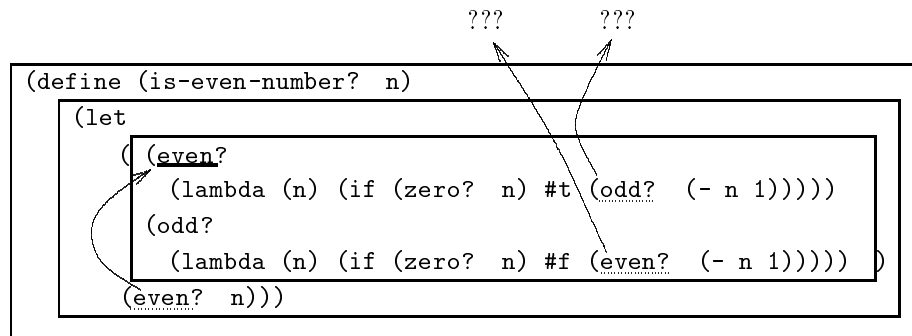 ??? ???
(define (is-even-number? n)
(let
( (even?
(lambda (n) (if (zero? n) #t (odd? (- n 1)))))
(odd?
(lambda (n) (if (zero? n) #f (even? (- n 1))))) )
(even? n)))